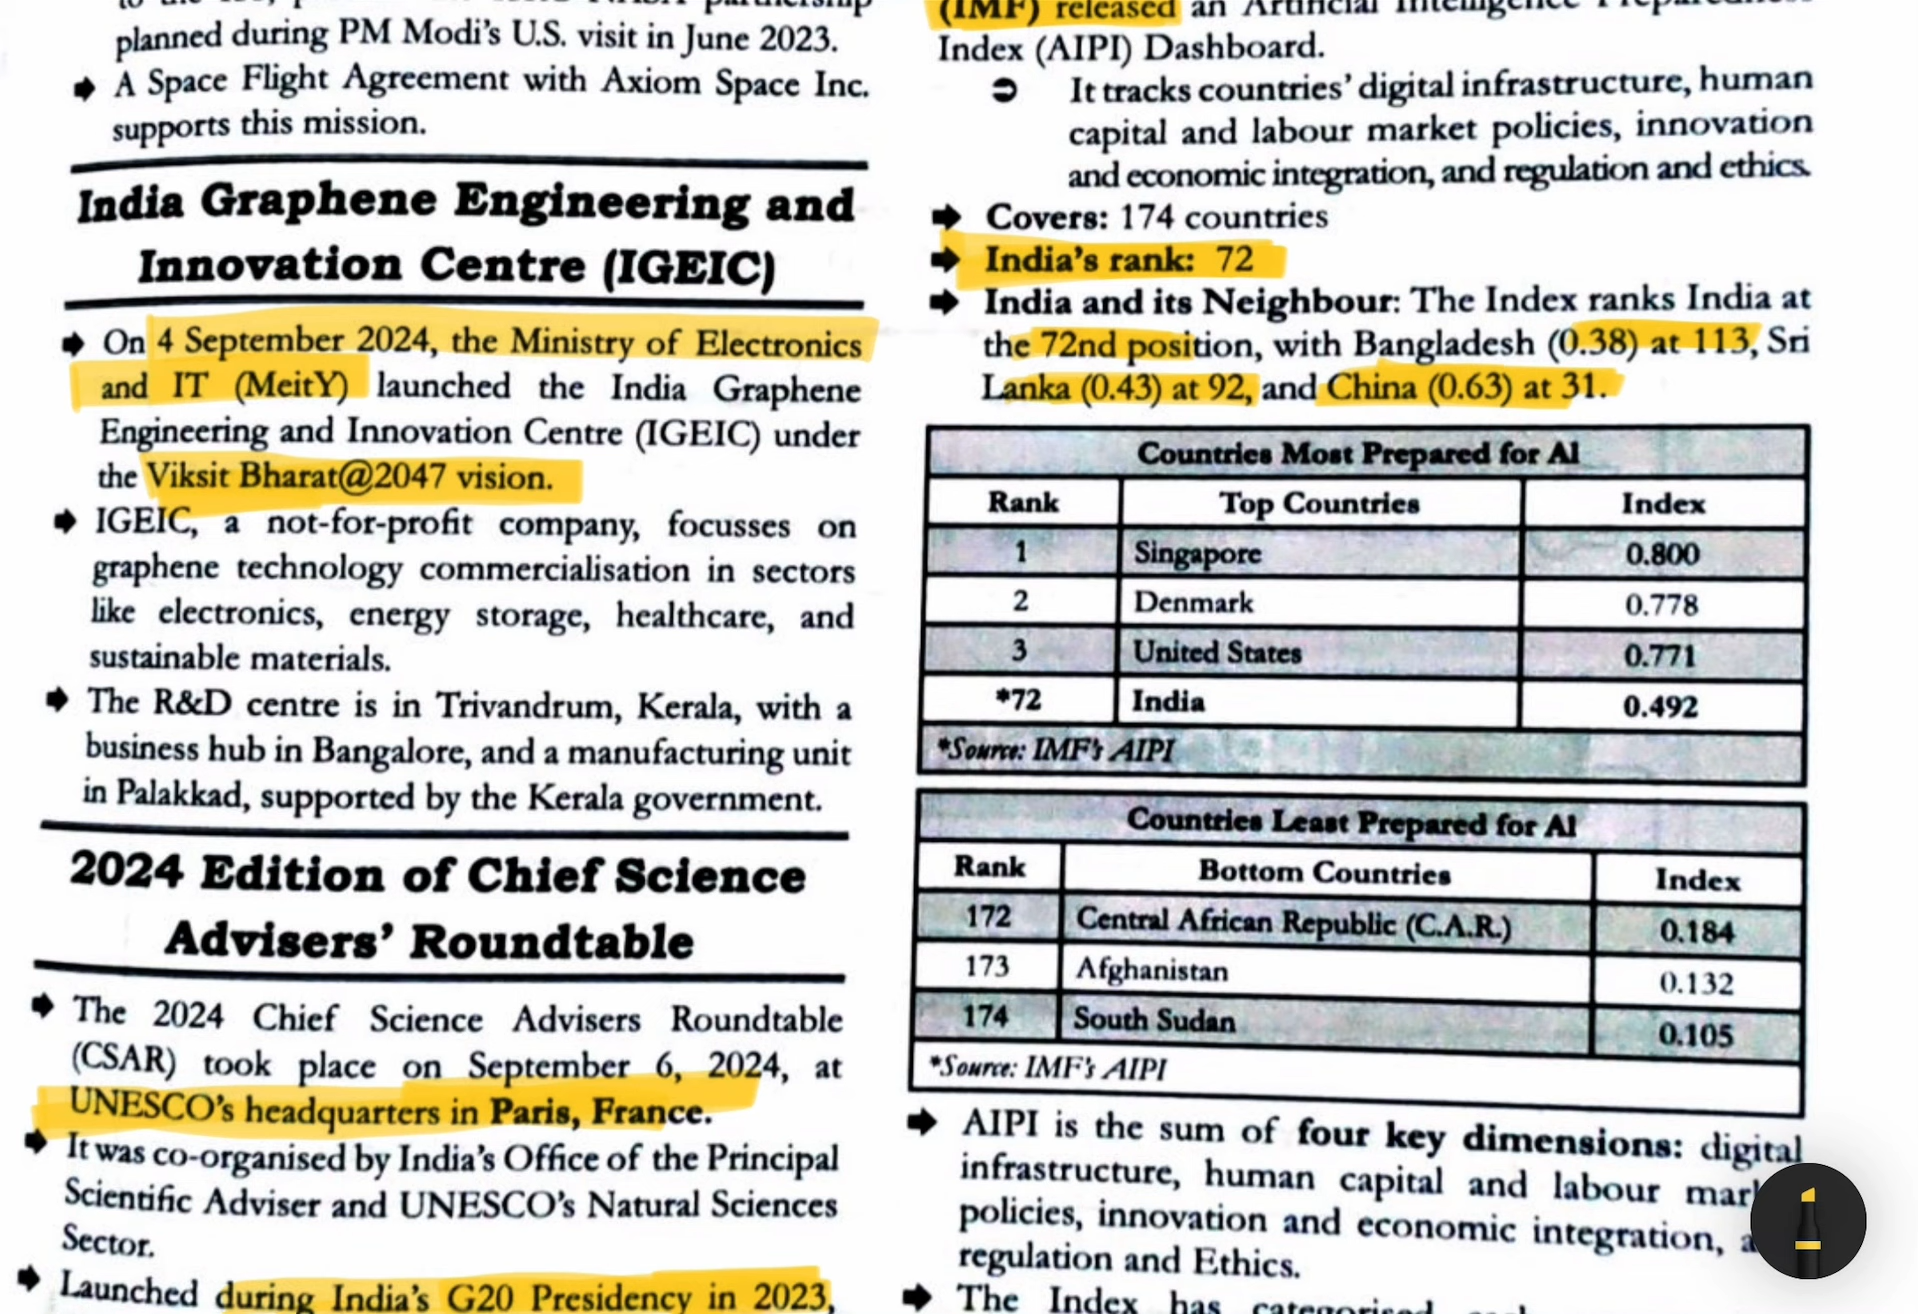 planned during PM Modi's U.S. visit in June 2023.
➔ A Space Flight Agreement with Axiom Space Inc.
supports this mission.
India Graphene Engineering and
Innovation Centre (IGEIC)
➔ On 4 September 2024, the Ministry of Electronics
and IT (MeitY) launched the India Graphene
Engineering and Innovation Centre (IGEIC) under
the Viksit Bharat@2047 vision.
➔ IGEIC, a not-for-profit company, focusses on
graphene technology commercialisation in sectors
like electronics, energy storage, healthcare, and
sustainable materials.
➔ The R&D centre is in Trivandrum, Kerala, with a
business hub in Bangalore, and a manufacturing unit
in Palakkad, supported by the Kerala government.
2024 Edition of Chief Science
Advisers' Roundtable
➔ The 2024 Chief Science Advisers Roundtable
(CSAR) took place on September 6, 2024, at
UNESCO's headquarters in Paris, France.
➔ It was co-organised by India's Office of the Principal
Scientific Adviser and UNESCO's Natural Sciences
Sector.
➔ Launched during India's G20 Presidency in 2023,
(IMF) released an Artificial Intelligence Preparedness
Index (AIPI) Dashboard.
➲ It tracks countries' digital infrastructure, human
capital and labour market policies, innovation
and economic integration, and regulation and ethics.
➔ Covers: 174 countries
➔ India's rank: 72
➔ India and its Neighbour: The Index ranks India at
the 72nd position, with Bangladesh (0.38) at 113, Sri
Lanka (0.43) at 92, and China (0.63) at 31.
Countries Most Prepared for AI
Rank Top Countries Index
1 Singapore 0.800
2 Denmark 0.778
3 United States 0.771
*72 India 0.492
*Source: IMF's AIPI
Countries Least Prepared for AI
Rank Bottom Countries Index
172 Central African Republic (C.A.R.) 0.184
173 Afghanistan 0.132
174 South Sudan 0.105
*Source: IMF's AIPI
➔ AIPI is the sum of four key dimensions: digital
infrastructure, human capital and labour
policies, innovation and economic integration,
regulation and Ethics.
➔ The Index has categorised